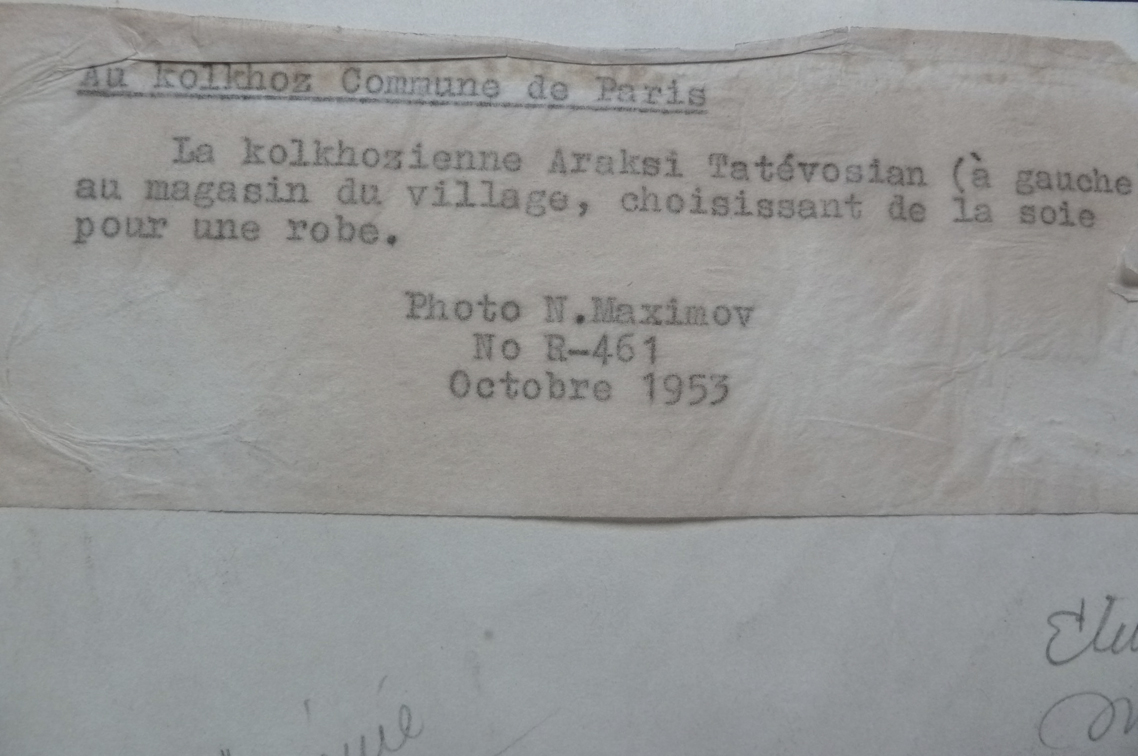 Au kolkhoz Commune de Paris
La kolkhozienne Araksi Tatévosian (à gauche
au magasin du village, choisissant de la soie
pour une robe.
Photo N.Maximov
No R-461
Octobre 1953